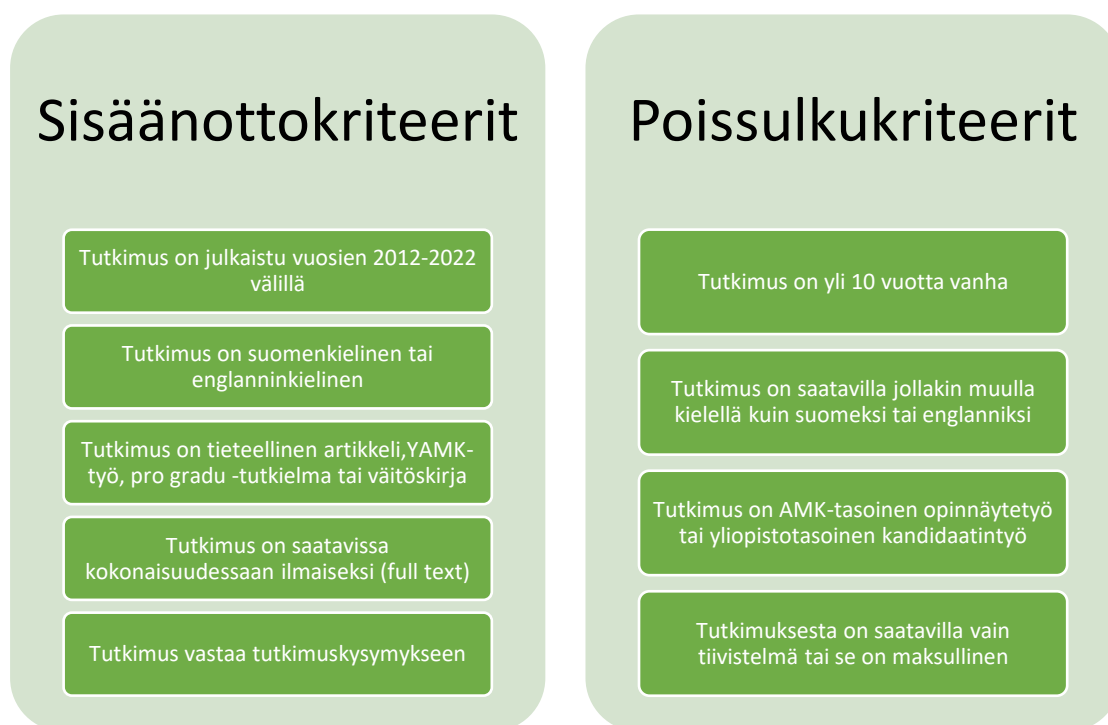 Sisäänottokriteerit
Tutkimus on julkaistu vuosien 2012-2022
välillä
Tutkimus on suomenkielinen tai
englanninkielinen
Tutkimus on tieteellinen artikkeli,YAMK-
työ, pro gradu -tutkielma tai väitöskirja
Tutkimus on saatavissa
kokonaisuudessaan ilmaiseksi (full text)
Tutkimus vastaa tutkimuskysymykseen
Poissulkukriteerit
Tutkimus on yli 10 vuotta vanha
Tutkimus on saatavilla jollakin muulla
kielellä kuin suomeksi tai englanniksi
Tutkimus on AMK-tasoinen opinnäytetyö
tai yliopistotasoinen kandidaatintyö
Tutkimuksesta on saatavilla vain
tiivistelmä tai se on maksullinen